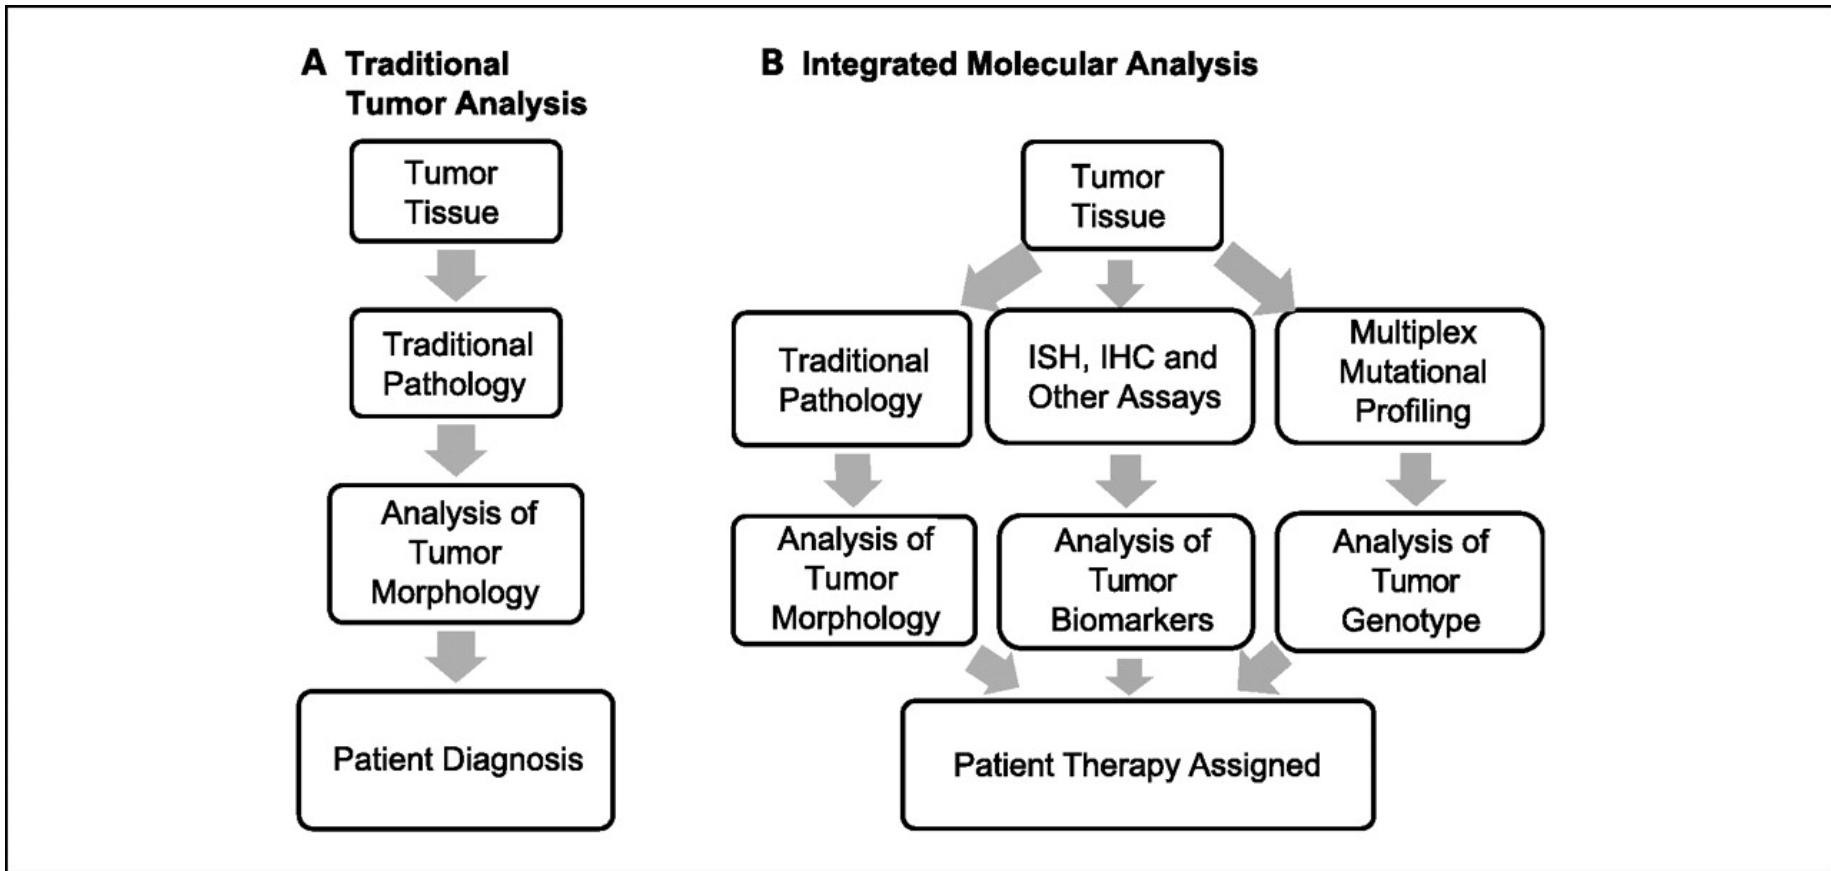 A Traditional
Tumor Analysis
Tumor
Tissue
Traditional
Pathology
Analysis of
Tumor
Morphology
Patient Diagnosis
B Integrated Molecular Analysis
Tumor
Tissue
Traditional
Pathology
ISH, IHC and
Other Assays
Multiplex
Mutational
Profiling
Analysis of
Tumor
Morphology
Analysis of
Tumor
Biomarkers
Analysis of
Tumor
Genotype
Patient Therapy Assigned